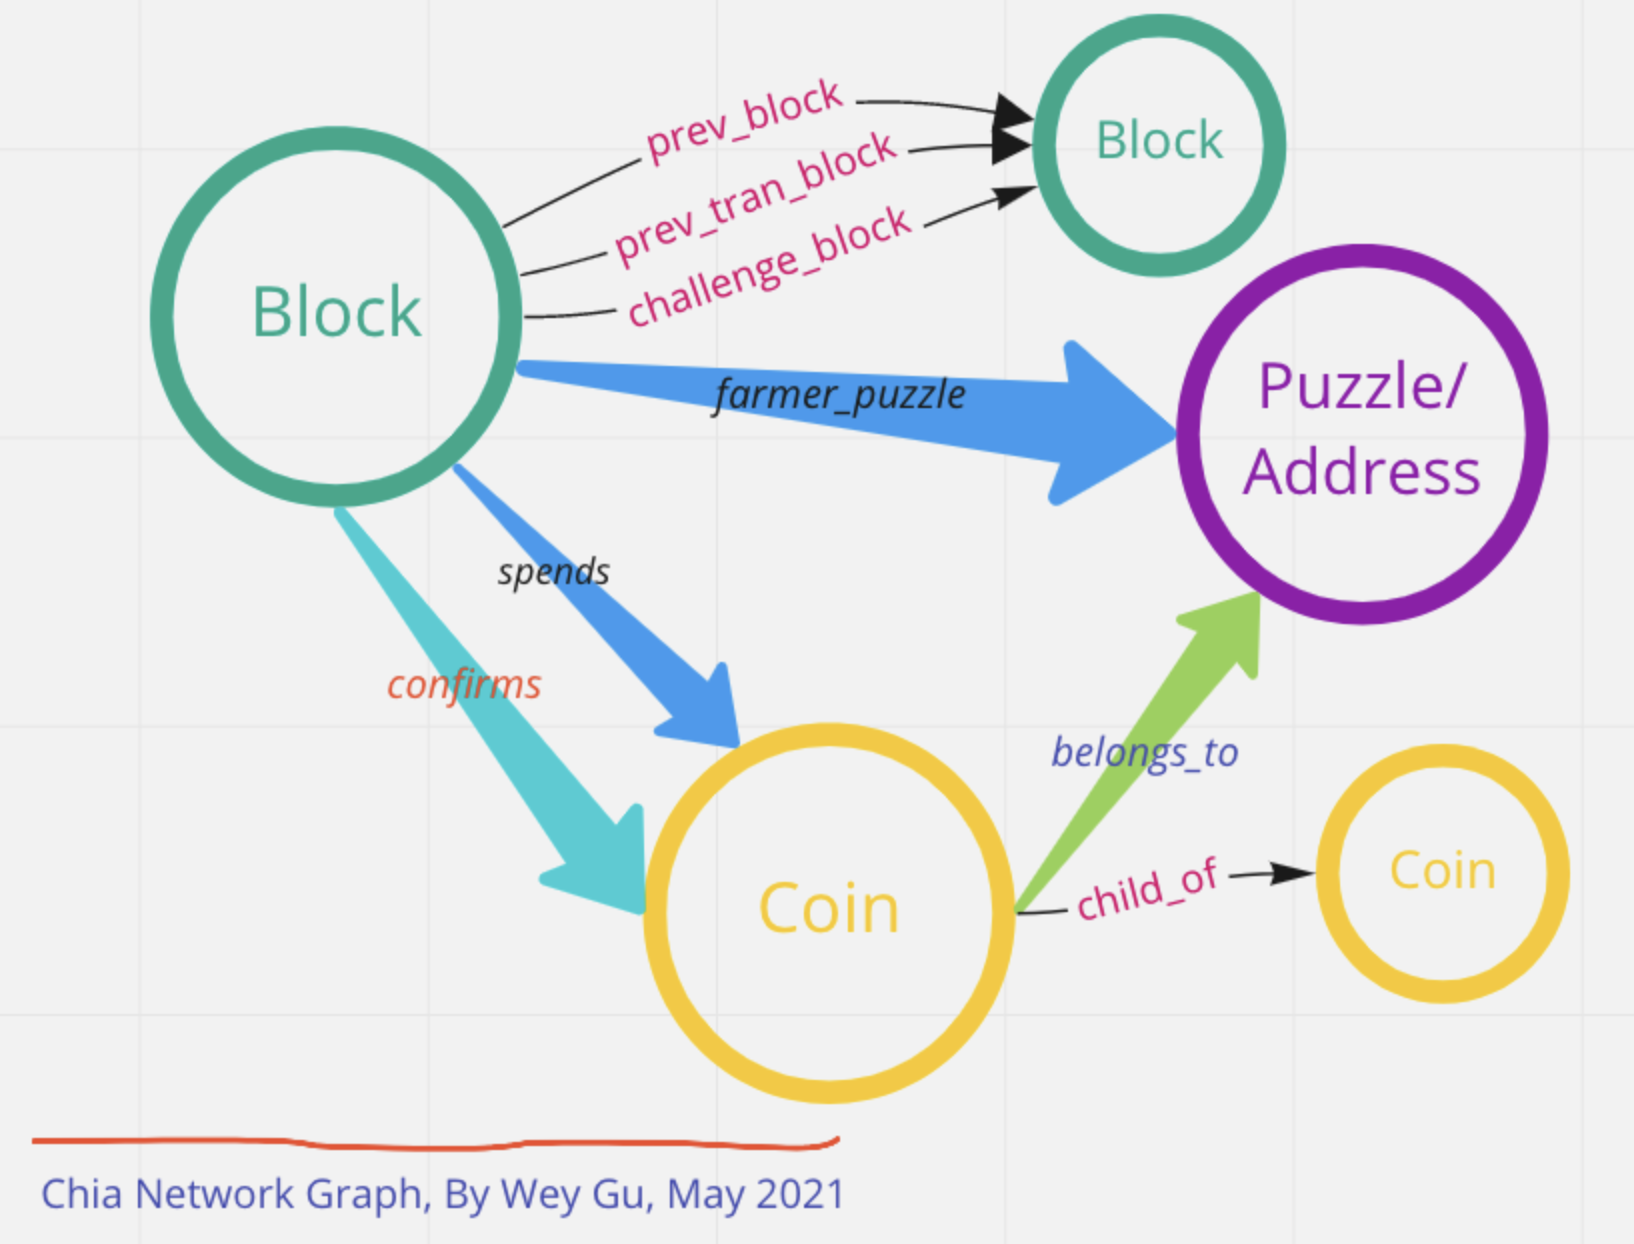 Block
prev_block
prev_tran_block
challenge_block
Block
farmer_puzzle
Puzzle/
Address
spends
confirms
belongs_to
Coin
child_of
Coin
Chia Network Graph, By Wey Gu, May 2021